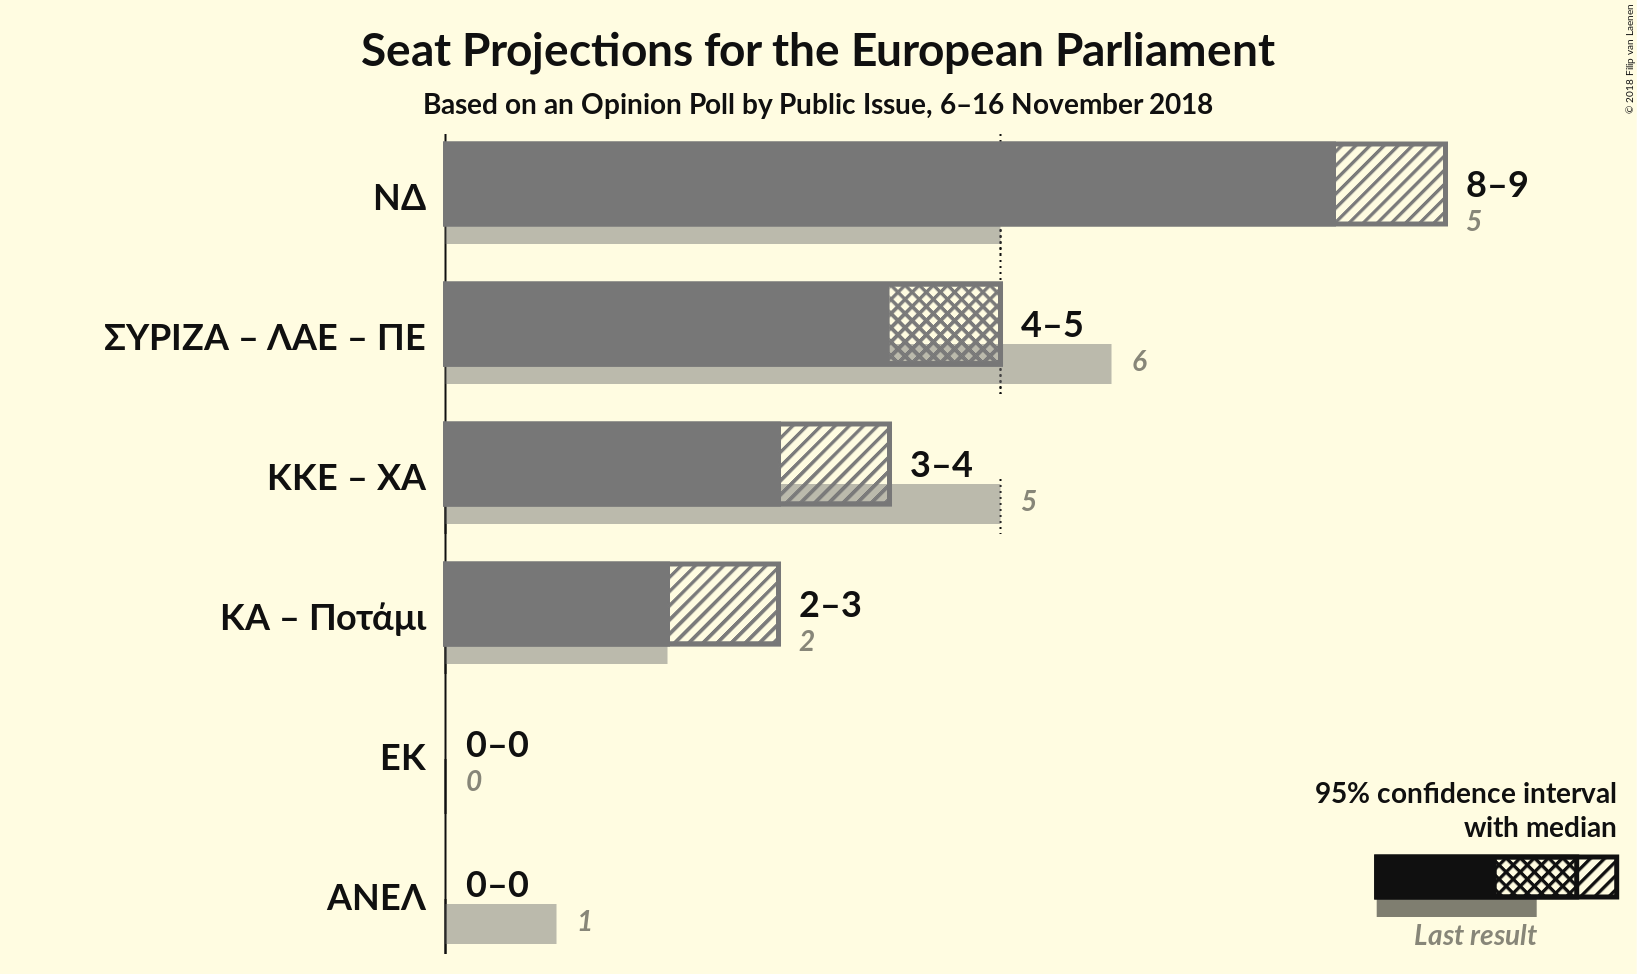 Seat Projections for the European Parliament
Based on an Opinion Poll by Public Issue, 6–16 November 2018
© 2018 Filip van Laenen
ΝΔ
8–9
5
ΣΥΡΙΖΑ – ΛΑΕ – ΠΕ
4–5
6
ΚΚΕ – ΧΑ
3–4
5
ΚΑ – Ποτάμι
2–3
2
ΕΚ
0–0
0
ΑΝΕΛ
0–0
1
95% confidence interval
with median
Last result